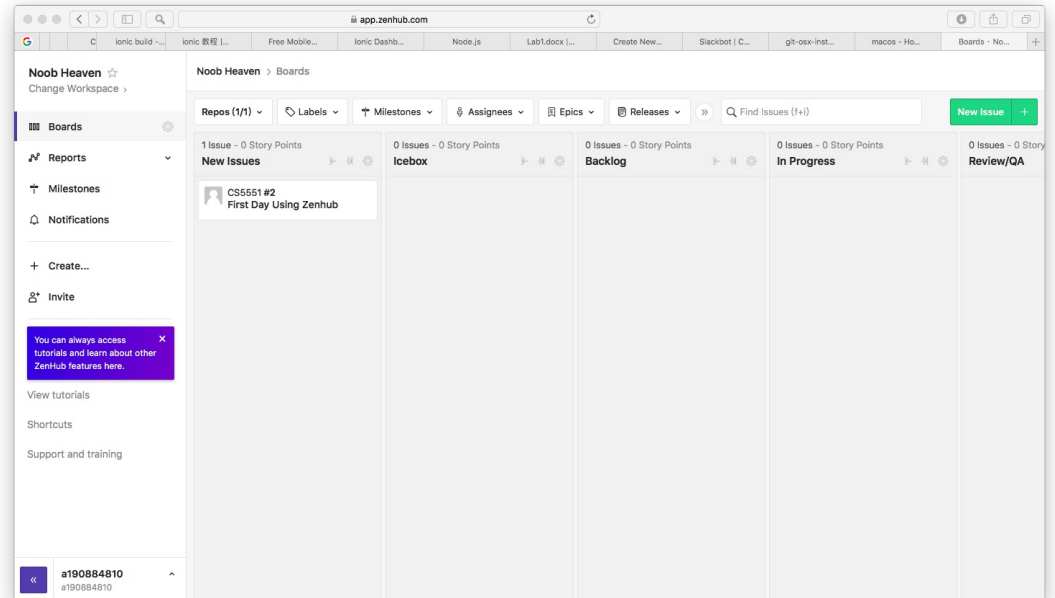 app.zenhub.com
G
C
ionic build -...
ionic 教程 |...
Free Mobile...
Ionic Dashb...
Node.js
Lab1.docx |...
Create New...
Slackbot | C...
git-osx-inst...
macos - Ho...
Boards · No...
Noob Heaven
Change Workspace >
Boards
Reports
Milestones
Notifications
+ Create...
Invite
You can always access
tutorials and learn about other
ZenHub features here.
View tutorials
Shortcuts
Support and training
a190884810
a190884810
Noob Heaven > Boards
Repos (1/1)
Labels
Milestones
Assignees
Epics
Releases
Find Issues (f+i)
New Issue +
1 Issue - 0 Story Points
New Issues
CS5551 #2
First Day Using Zenhub
0 Issues - 0 Story Points
Icebox
0 Issues - 0 Story Points
Backlog
0 Issues - 0 Story Points
In Progress
0 Issues - 0 Story
Review/QA